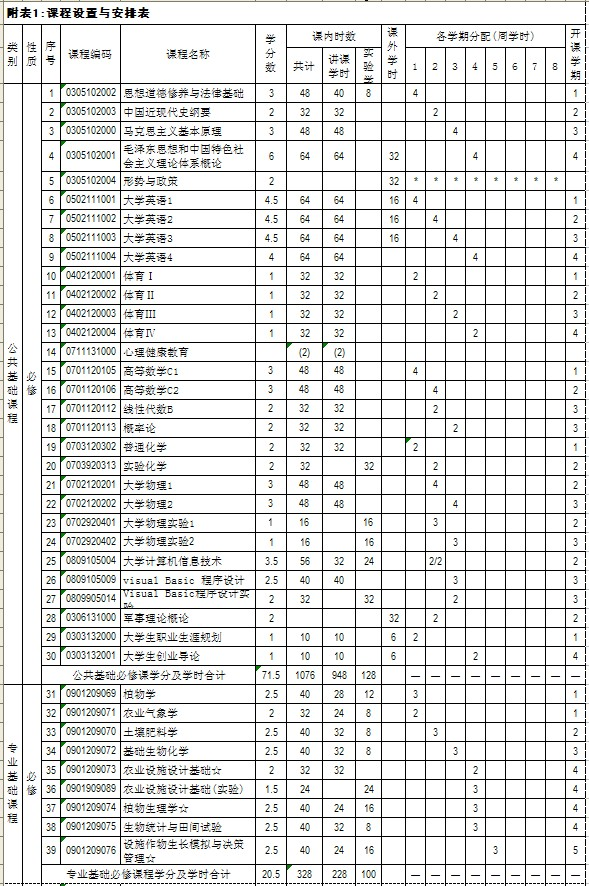 附表1:课程设置与安排表
类别 性质 序号 课程编码 课程名称 学分数 课内时数 课外学时 各学期分配(周学时) 开课学期
共计 讲课学时 实验学 1 2 3 4 5 6 7 8
公共基础课程 必修
1 0305102002 思想道德修养与法律基础 3 48 40 8 4 1
2 0305102003 中国近现代史纲要 2 32 32 2 2
3 0305102000 马克思主义基本原理 3 48 48 4 3
4 0305102001 毛泽东思想和中国特色社 6 64 64 32 4 4
会主义理论体系概论
5 0305102004 形势与政策 2 32 * * * * * * * *
6 0502111001 大学英语1 4.5 64 64 16 4 1
7 0502111002 大学英语2 4.5 64 64 16 4 2
8 0502111003 大学英语3 4.5 64 64 16 4 3
9 0502111004 大学英语4 4 64 64 4 4
10 0402120001 体育Ⅰ 1 32 32 2 1
11 0402120002 体育Ⅱ 1 32 32 2 2
12 0402120003 体育III 1 32 32 2 3
13 0402120004 体育Ⅳ 1 32 32 2 4
14 0711131000 心理健康教育 (2) (2)
15 0701120105 高等数学C1 3 48 48 4 1
16 0701120106 高等数学C2 3 48 48 4 2
17 0701120112 线性代数B 2 32 32 2 3
18 0701120113 概率论 2 32 32 2 3
19 0703120302 普通化学 2 32 32 2 1
20 0703920313 实验化学 2 32 32 2 2
21 0702120201 大学物理1 3 48 48 4 2
22 0702120202 大学物理2 3 48 48 4 3
23 0702920401 大学物理实验1 1 16 16 3 2
24 0702920402 大学物理实验2 1 16 16 3 3
25 0809105004 大学计算机信息技术 3.5 56 32 24 2/2 2
26 0809105009 visual Basic 程序设计 2.5 40 40 3 3
27 0809905014 Visual Basic程序设计实验 2 32 32 2 3
28 0306131000 军事理论概论 2 32 2 2
29 0303132000 大学生职业生涯规划 1 10 10 6 2 1
30 0303132001 大学生创业导论 1 10 10 6 2 4
公共基础必修课学分及学时合计 71.5 1076 948 128 — — — — — — — — —
专业基础课程 必修
31 0901209069 植物学 2.5 40 28 12 3 1
32 0901209071 农业气象学 2 32 24 8 2 1
33 0901209070 土壤肥料学 2.5 40 32 8 3 2
34 0901209072 基础生物化学 2.5 40 32 8 3 3
35 0901209073 农业设施设计基础☆ 2 32 32 2 4
36 0901909089 农业设施设计基础(实验) 1.5 24 24 3 4
37 0901209074 植物生理学☆ 2.5 40 24 16 3 4
38 0901209075 生物统计与田间试验 2.5 40 32 8 3 4
39 0901209076 设施作物生长模拟与决策 2.5 40 24 16 3 5
管理☆
专业基础必修课程学分及学时合计 20.5 328 228 100 — — — — — — — — —